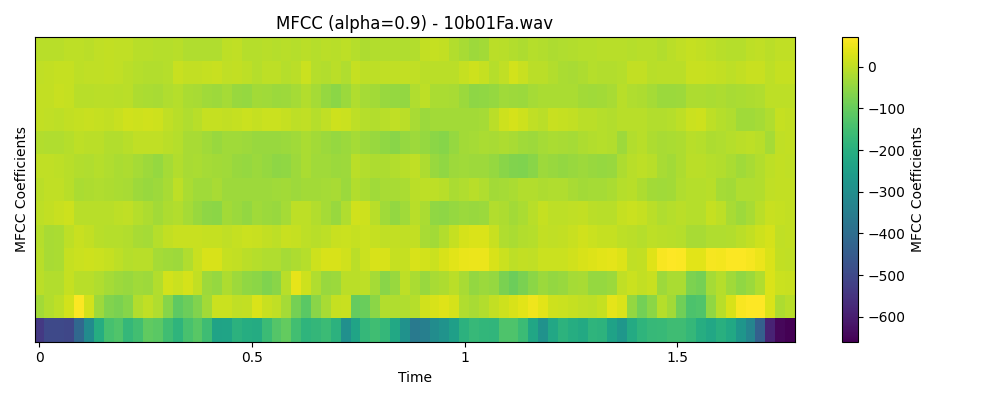 MFCC (alpha=0.9) - 10b01Fa.wav
MFCC Coefficients
0
0.5
1
1.5
Time
0
−100
−200
−300
−400
−500
−600
MFCC Coefficients